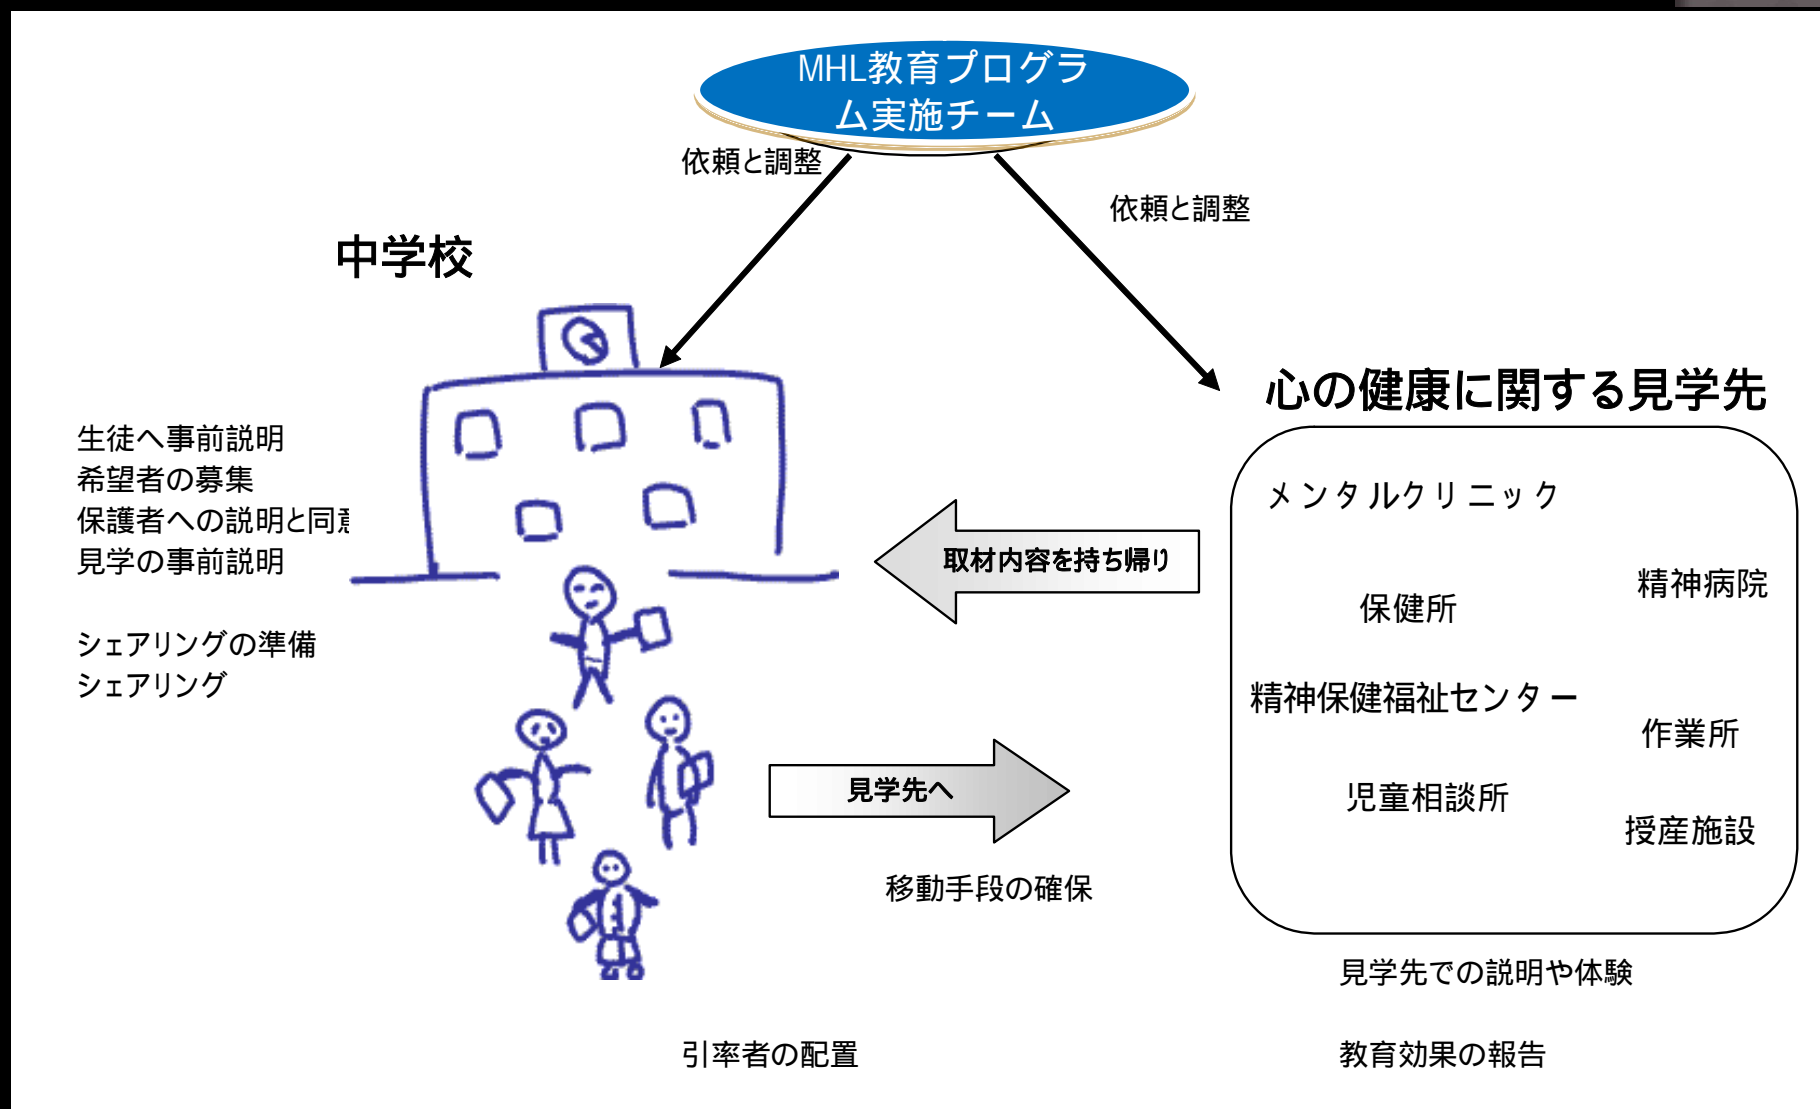 MHL教育プログラ
ム実施チーム
依頼と調整
依頼と調整
中学校
心の健康に関する見学先
生徒へ事前説明
希望者の募集
保護者への説明と同意
見学の事前説明
シェアリングの準備
シェアリング
メンタルクリニック
精神病院
保健所
精神保健福祉センター
作業所
児童相談所
授産施設
取材内容を持ち帰り
見学先へ
移動手段の確保
見学先での説明や体験
引率者の配置
教育効果の報告